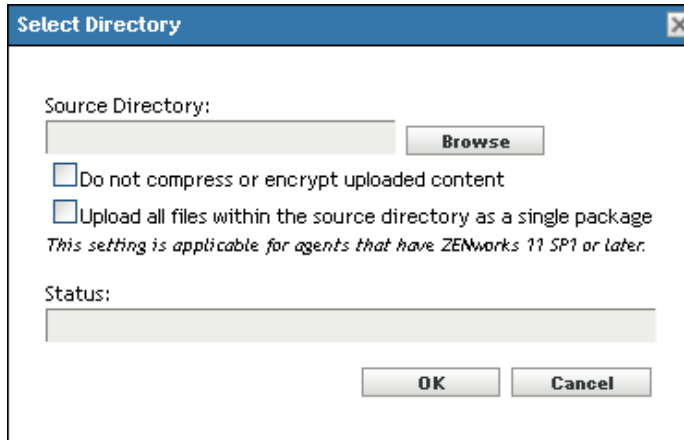 Select Directory
Source Directory:
Browse
Do not compress or encrypt uploaded content
Upload all files within the source directory as a single package
This setting is applicable for agents that have ZENworks 11 SP1 or later.
Status:
OK Cancel